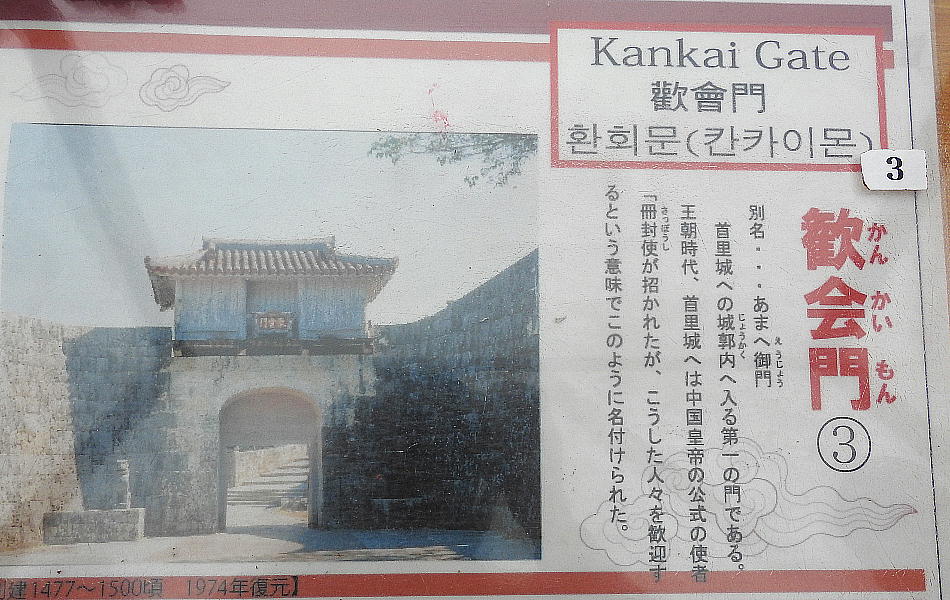 Kankai Gate
歡會門
환회문(칸카이몬)
3
歓会門
かん かい もん
③
別名・・・あまへ御門
えうじょう
首里城への城郭内へ入る第一の門である。
じょうかく
王朝時代、首里城へは中国皇帝の公式の使者
「冊封使が招かれたが、こうした人々を歓迎す
さっぽうし
るという意味でこのように名付けられた。
建1477～1500頃 1974年復元】